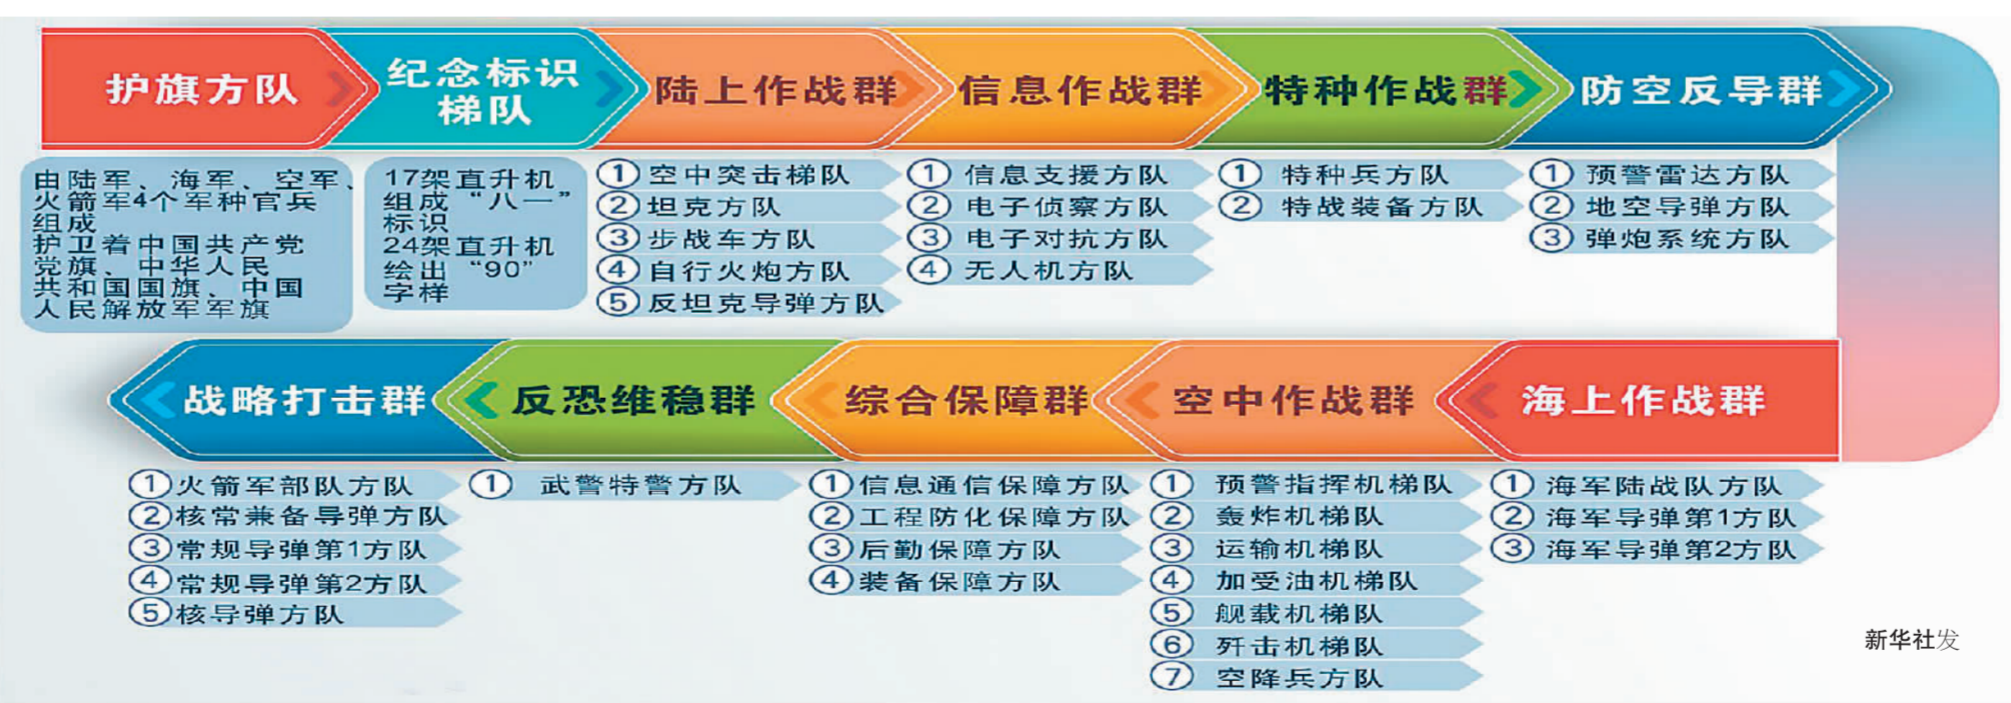 护旗方队
由陆军、海军、空军、
火箭军4个军种官兵
组成
护卫着中国共产党
党旗、中华人民
共和国国旗、中国
人民解放军军旗
纪念标识
梯队
17架直升机
组成“八一”
标识
24架直升机
绘出“90”
字样
陆上作战群
① 空中突击梯队
② 坦克方队
③ 步战车方队
④ 自行火炮方队
⑤ 反坦克导弹方队
信息作战群
① 信息支援方队
② 电子侦察方队
③ 电子对抗方队
④ 无人机方队
特种作战群
① 特种兵方队
② 特战装备方队
防空反导群
① 预警雷达方队
② 地空导弹方队
③ 弹炮系统方队
海上作战群
① 海军陆战队方队
② 海军导弹第1方队
③ 海军导弹第2方队
空中作战群
① 预警指挥机梯队
② 轰炸机梯队
③ 运输机梯队
④ 加受油机梯队
⑤ 舰载机梯队
⑥ 歼击机梯队
⑦ 空降兵方队
综合保障群
① 信息通信保障方队
② 工程防化保障方队
③ 后勤保障方队
④ 装备保障方队
反恐维稳群
① 武警特警方队
战略打击群
① 火箭军部队方队
② 核常兼备导弹方队
③ 常规导弹第1方队
④ 常规导弹第2方队
⑤ 核导弹方队
新华社发